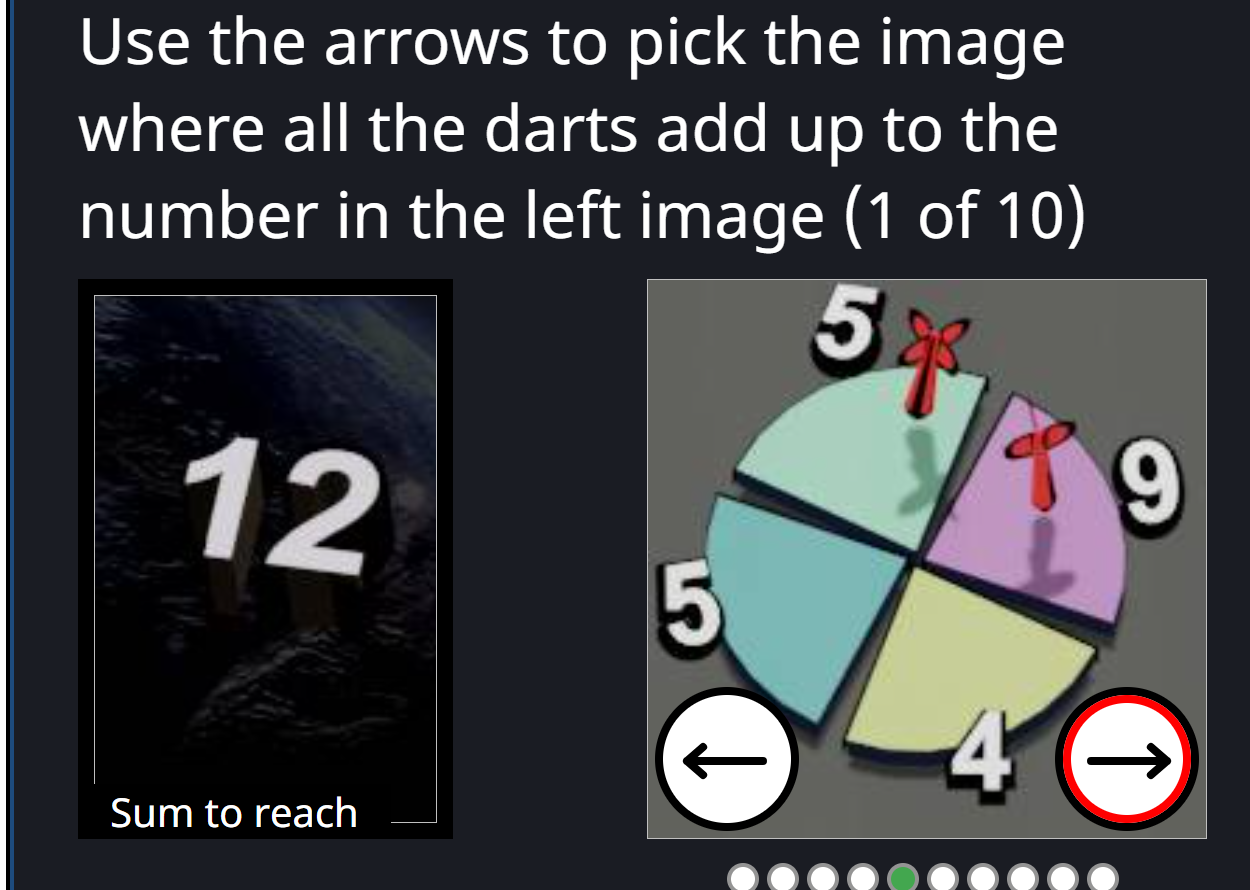 Use the arrows to pick the image
where all the darts add up to the
number in the left image (1 of 10)
12
Sum to reach
5
9
5
4